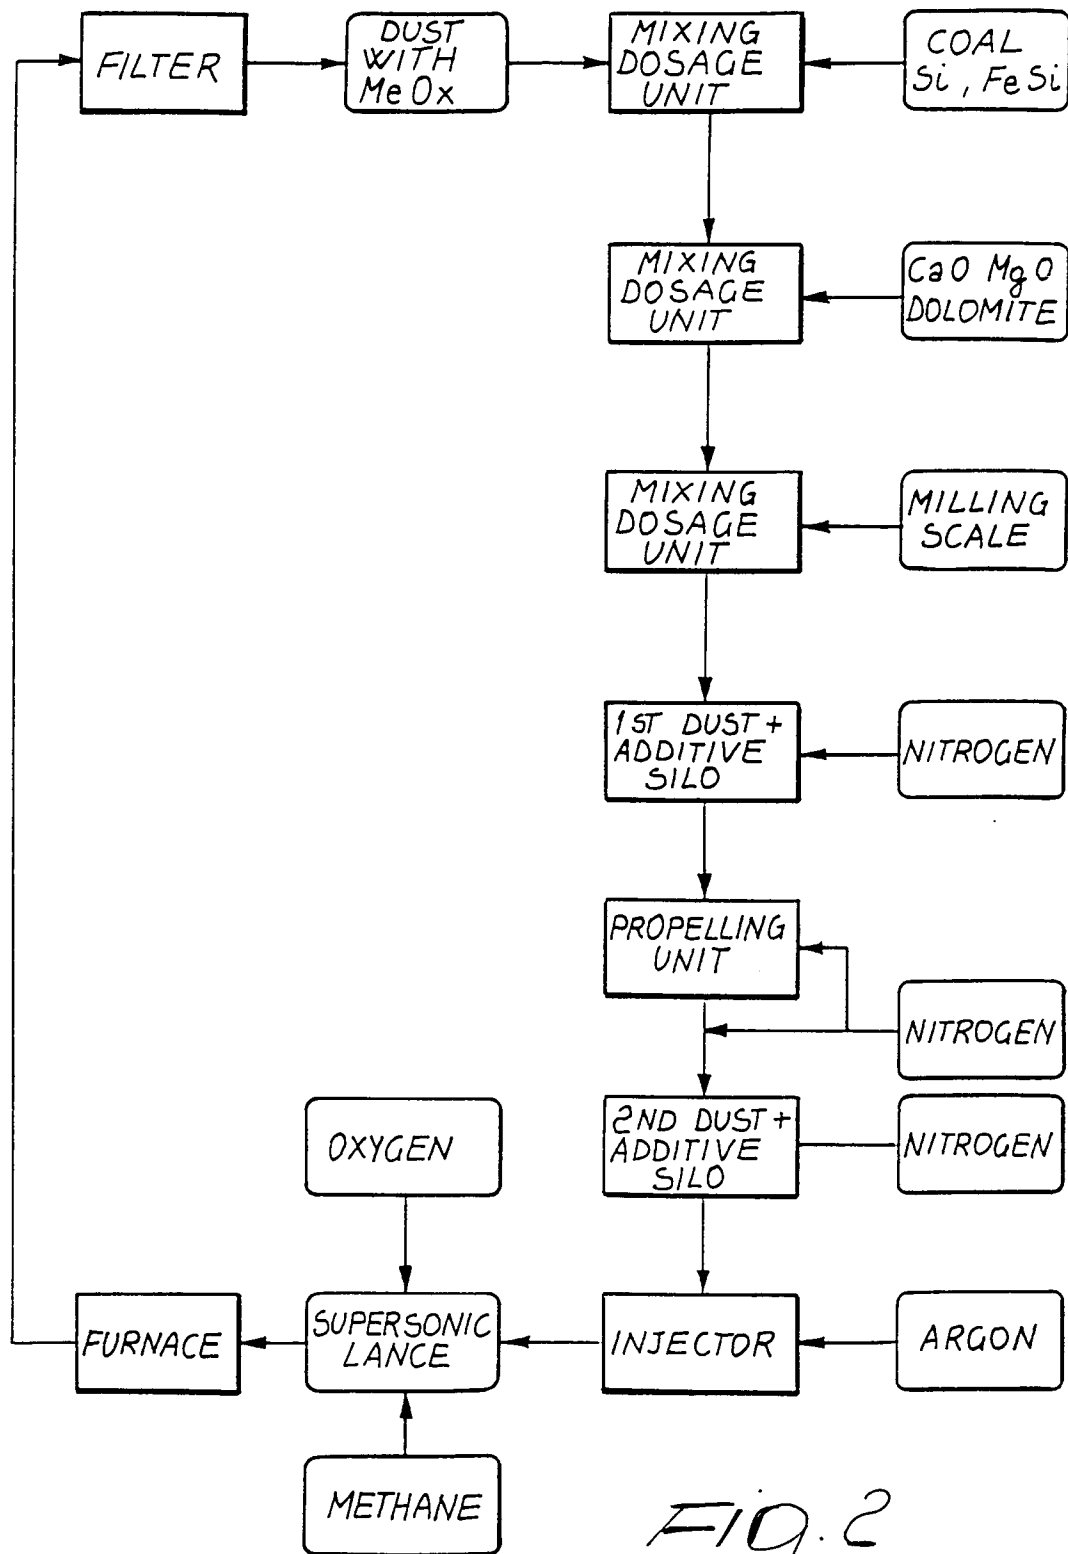 FILTER
DUST
WITH
MeOx
MIXING
DOSAGE
UNIT
COAL
Si, FeSi
MIXING
DOSAGE
UNIT
CaO MgO
DOLOMITE
MIXING
DOSAGE
UNIT
MILLING
SCALE
1ST DUST +
ADDITIVE
SILO
NITROGEN
PROPELLING
UNIT
NITROGEN
2ND DUST +
ADDITIVE
SILO
NITROGEN
OXYGEN
FURNACE
SUPERSONIC
LANCE
INJECTOR
ARGON
METHANE
FIG. 2